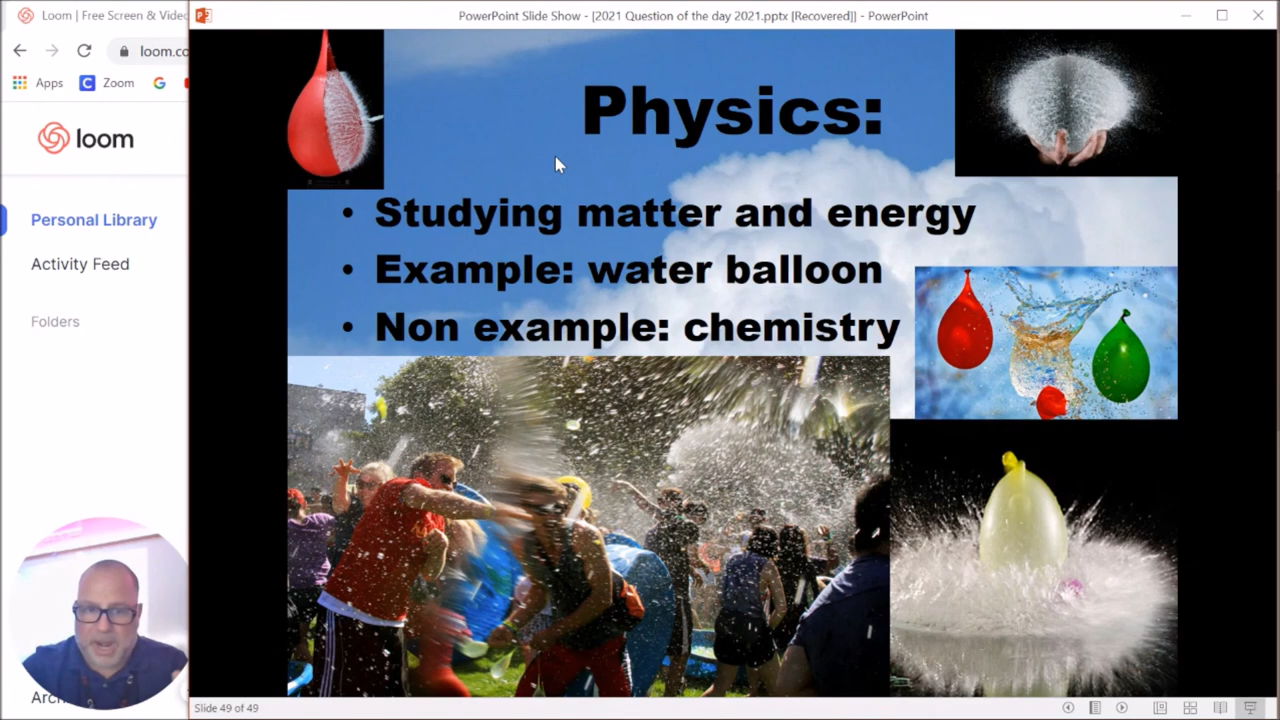 Loom | Free Screen & Vide
PowerPoint Slide Show - [2021 Question of the day 2021.pptx [Recovered]] - PowerPoint
loom.co
Apps
Zoom
loom
Personal Library
Activity Feed
Folders
Physics:
• Studying matter and energy
• Example: water balloon
• Non example: chemistry
Arc
Slide 49 of 49